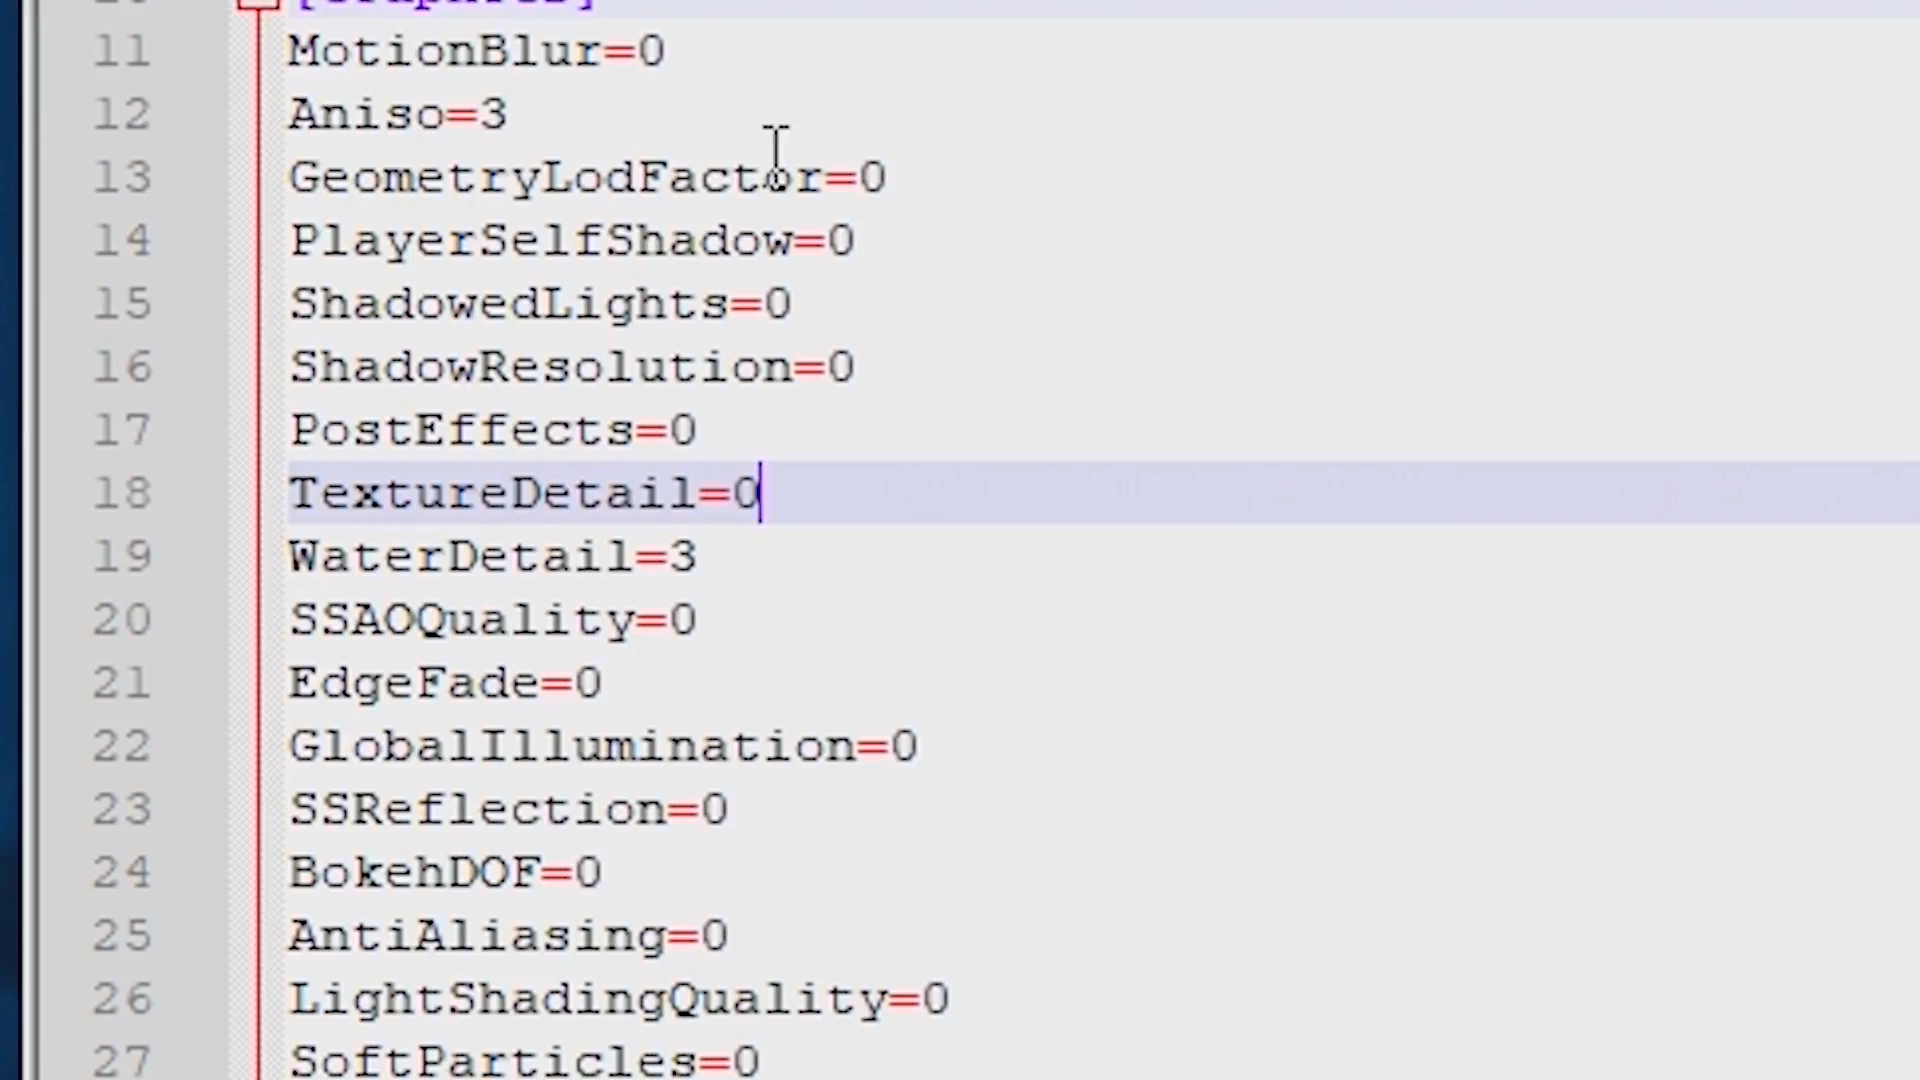 10 [Graphics]
11 MotionBlur=0
12 Aniso=3
13 GeometryLodFactor=0
14 PlayerSelfShadow=0
15 ShadowedLights=0
16 ShadowResolution=0
17 PostEffects=0
18 TextureDetail=0
19 WaterDetail=3
20 SSAOQuality=0
21 EdgeFade=0
22 GlobalIllumination=0
23 SSReflection=0
24 BokehDOF=0
25 AntiAliasing=0
26 LightShadingQuality=0
27 SoftParticles=0